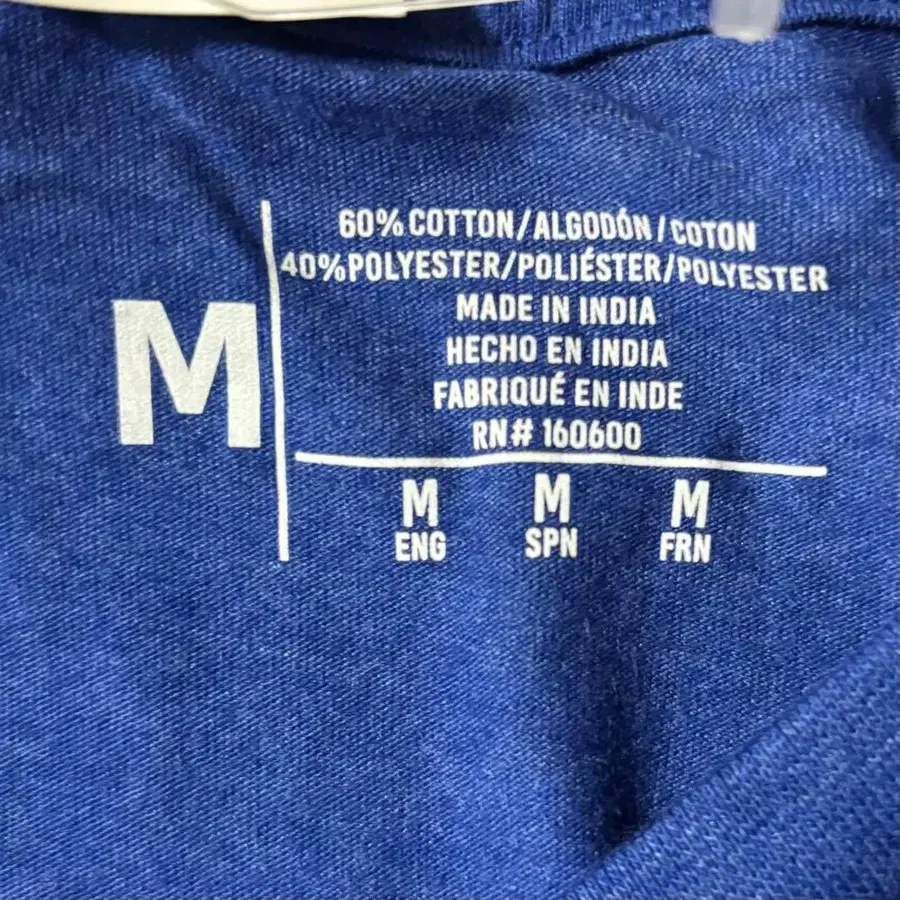 M
60% COTTON/ALGODÓN/COTON
40%POLYESTER/POLIÉSTER/POLYESTER
MADE IN INDIA
HECHO EN INDIA
FABRIQUÉ EN INDE
RN# 160600
M M M
ENG SPN FRN